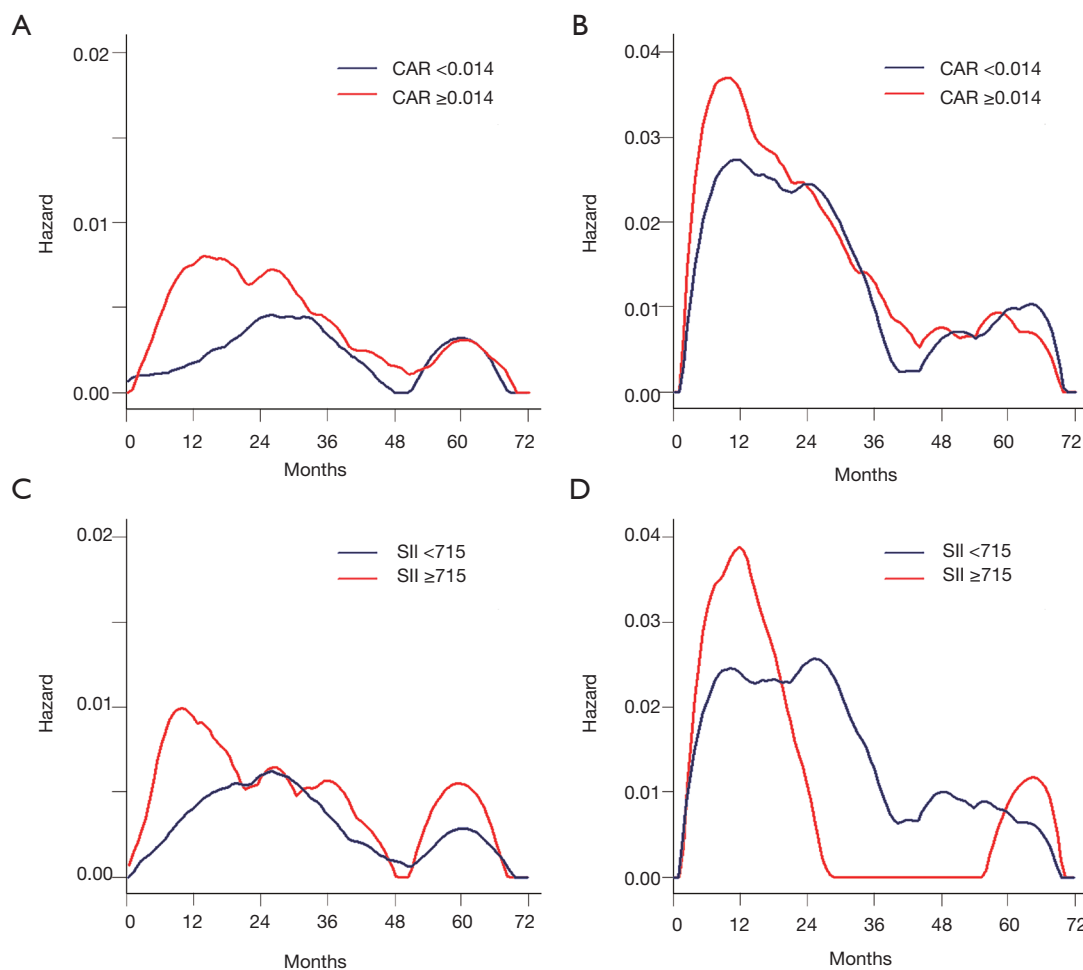 A
0.02
0.01
0.00
Hazard
CAR <0.014
CAR ≥0.014
0 12 24 36 48 60 72
Months
B
0.04
0.03
0.02
0.01
0.00
Hazard
CAR <0.014
CAR ≥0.014
0 12 24 36 48 60 72
Months
C
0.02
0.01
0.00
Hazard
SII <715
SII ≥715
0 12 24 36 48 60 72
Months
D
0.04
0.03
0.02
0.01
0.00
Hazard
SII <715
SII ≥715
0 12 24 36 48 60 72
Months